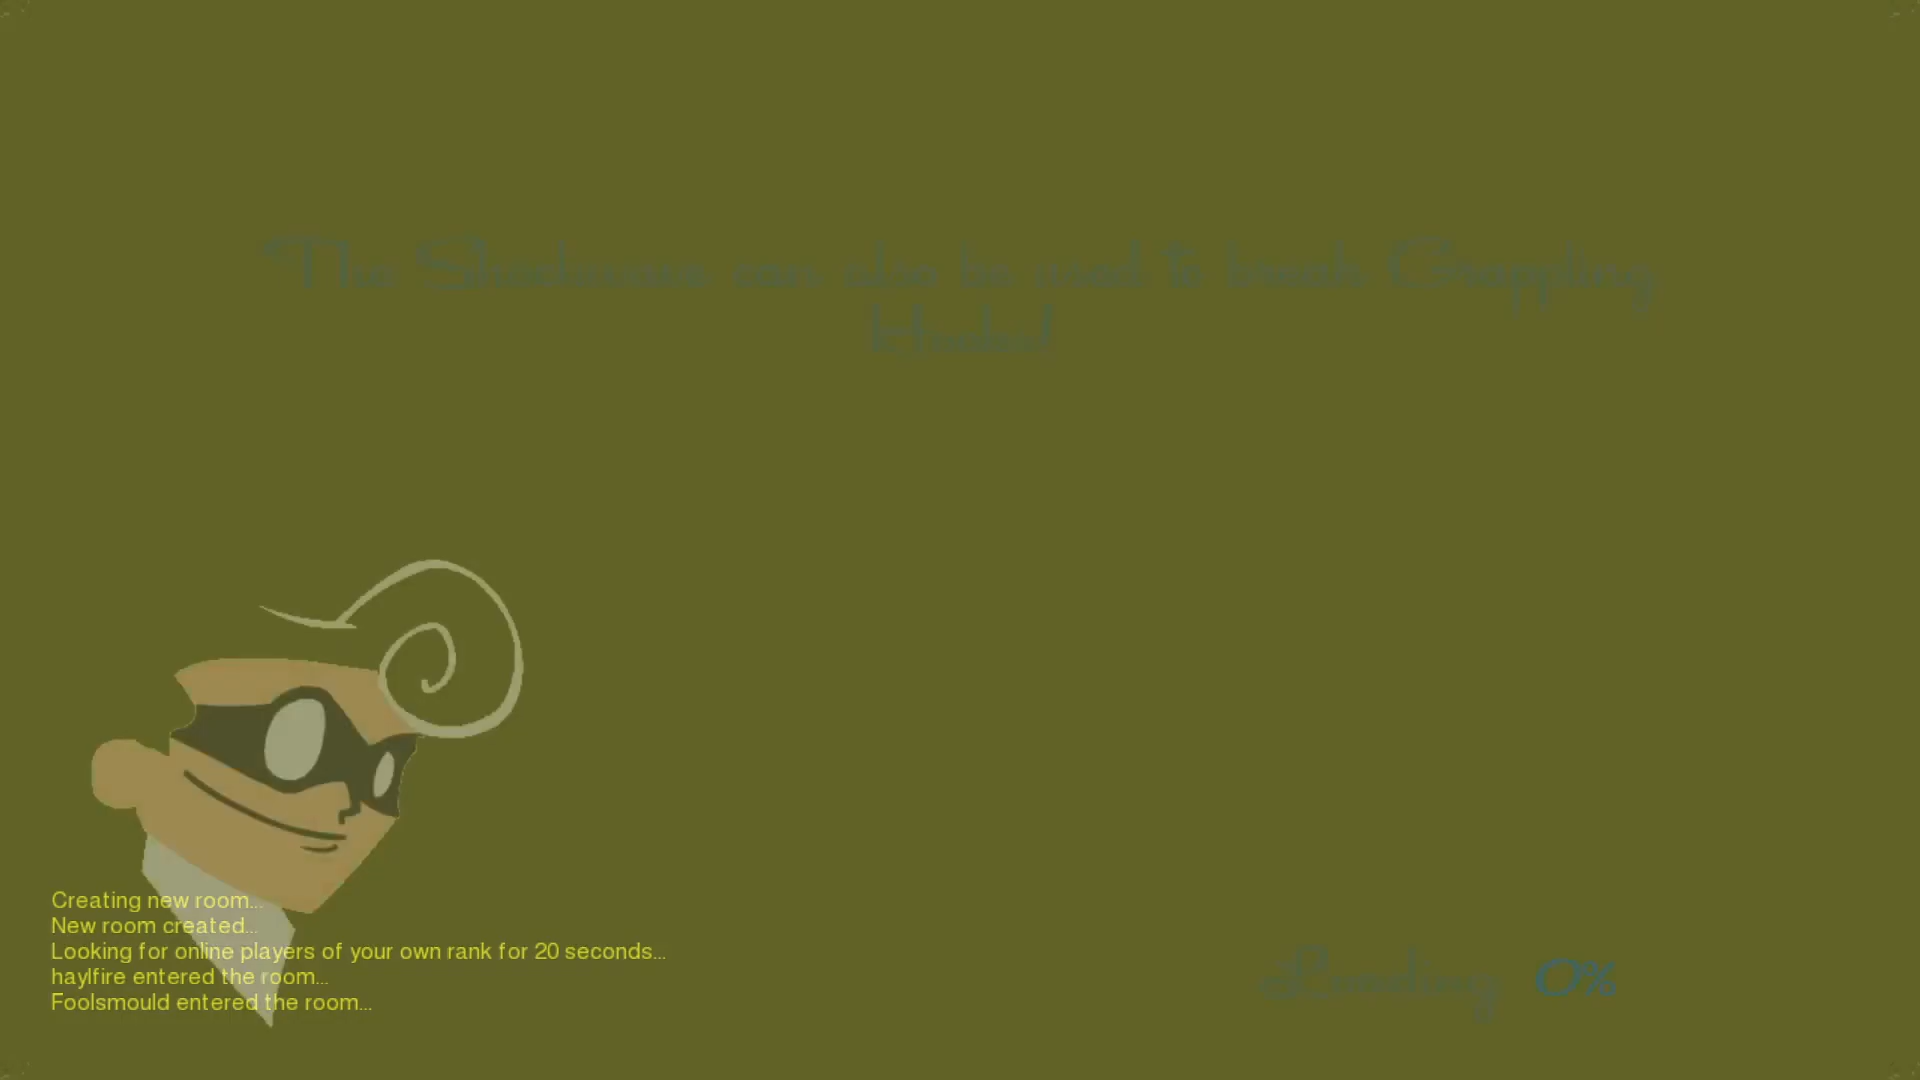 The Shockwave can also be used to break Grappling
Hooks!
Creating new room...
New room created...
Looking for online players of your own rank for 20 seconds...
haylfire entered the room...
Foolsmould entered the room...
Loading 0%